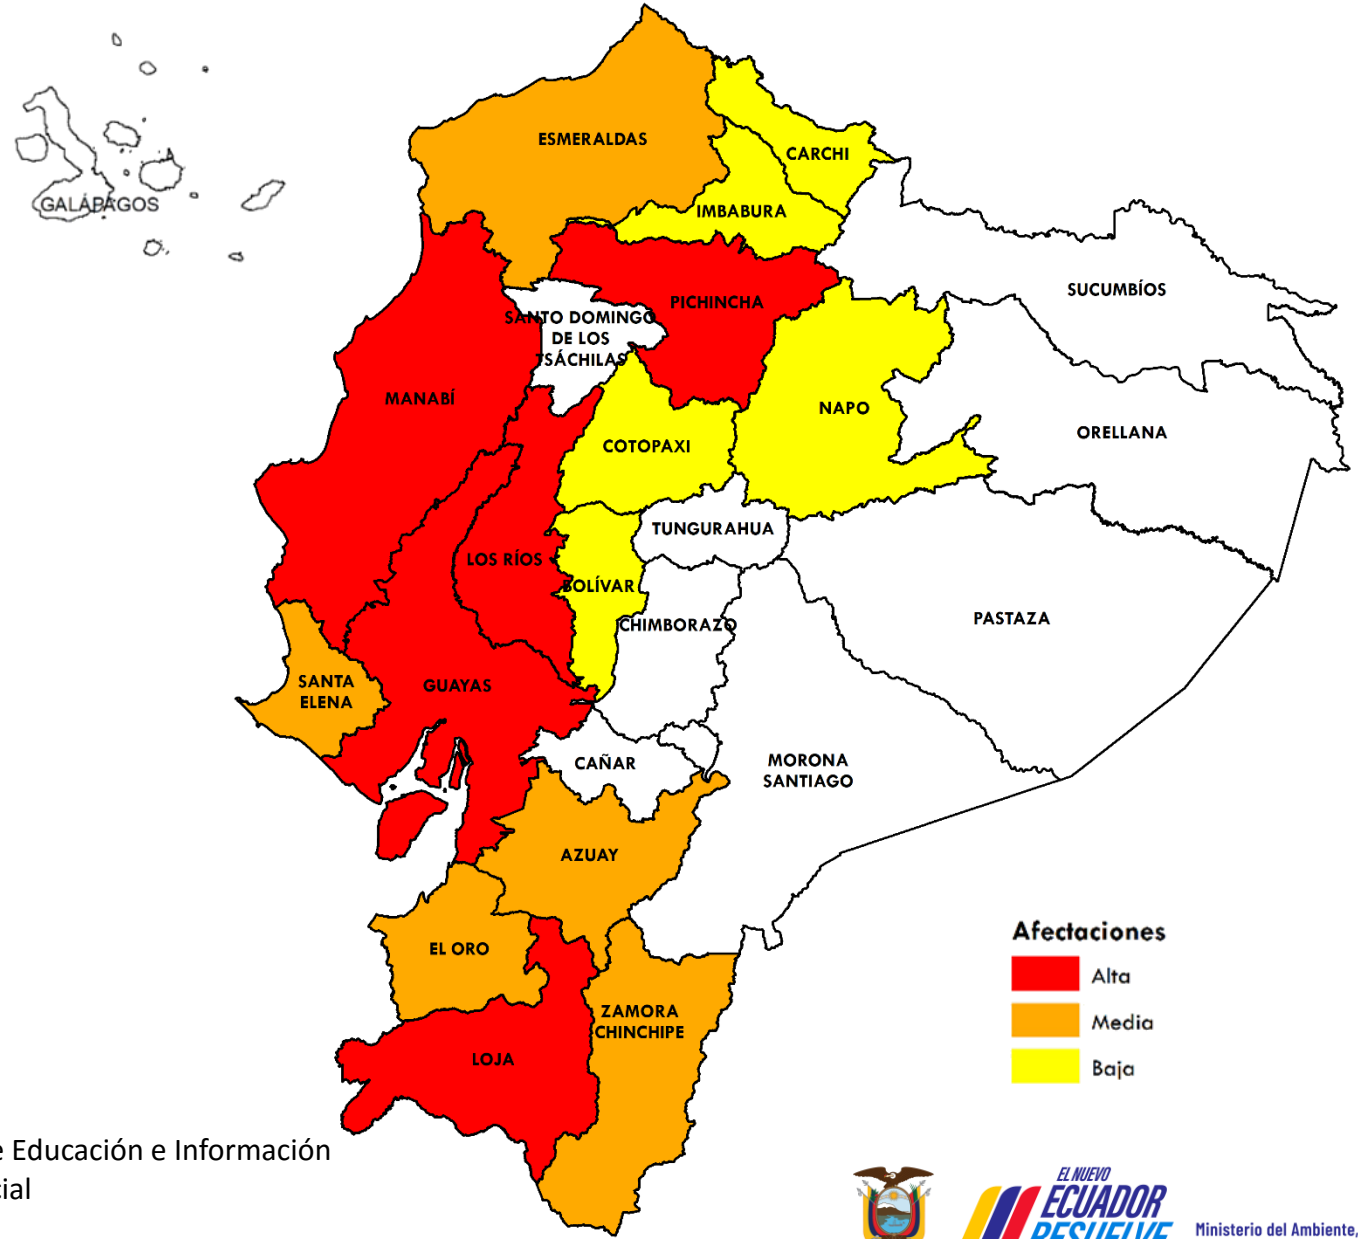 ESMERALDAS
CARCHI
GALÁPAGOS
IMBABURA
SUCUMBÍOS
PICHINCHA
SANTO DOMINGO
DE LOS
TSÁCHILAS
MANABÍ
NAPO
ORELLANA
COTOPAXI
TUNGURAHUA
LOS RÍOS
BOLÍVAR
CHIMBORAZO
PASTAZA
SANTA
ELENA
GUAYAS
CAÑAR
MORONA
SANTIAGO
AZUAY
EL ORO
ZAMORA
CHINCHIPE
LOJA
Afectaciones
Alta
Media
Baja
e Educación e Información
cial
EL NUEVO
ECUADOR
RESUELVE
Ministerio del Ambiente,